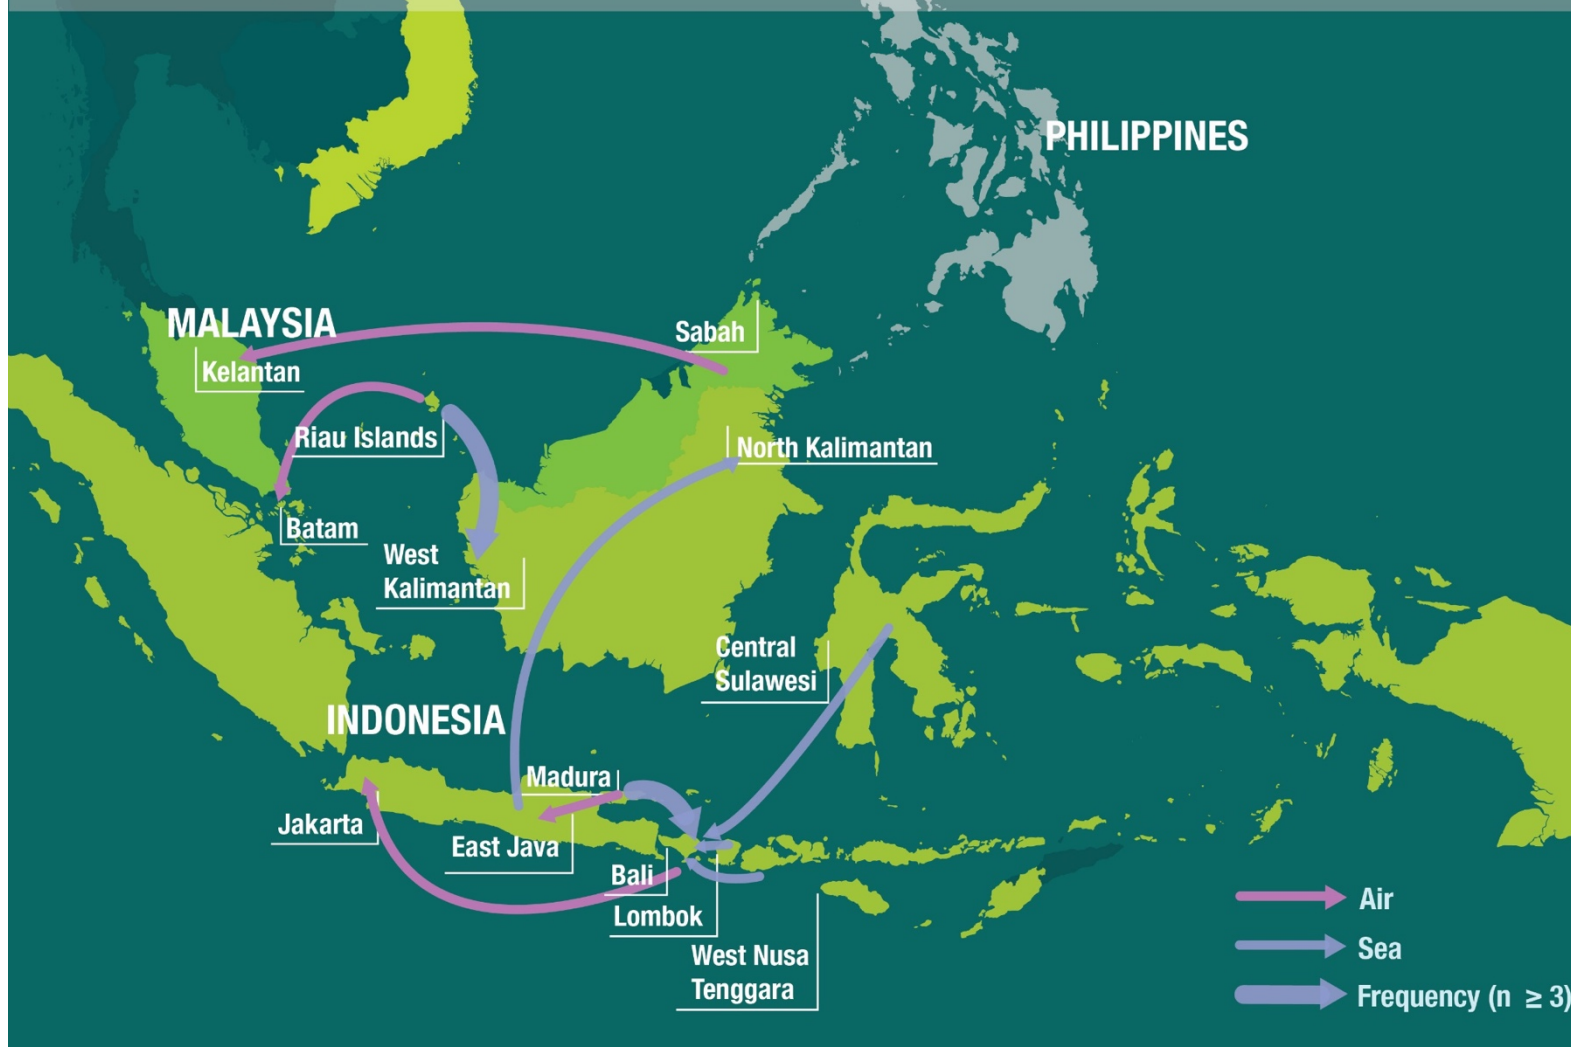 PHILIPPINES
MALAYSIA
Sabah
Kelantan
Riau Islands
North Kalimantan
Batam
West
Kalimantan
Central
Sulawesi
INDONESIA
Madura
Jakarta
East Java
Bali
Lombok
West Nusa
Tenggara
Air
Sea
Frequency (n ≥ 3)